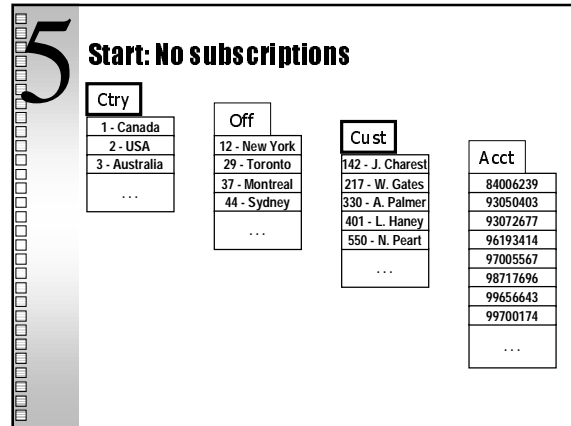 5
Start: No subscriptions
Ctry
1 - Canada
2 - USA
3 - Australia
...
Off
12 - New York
29 - Toronto
37 - Montreal
44 - Sydney
...
Cust
142 - J. Charest
217 - W. Gates
330 - A. Palmer
401 - L. Haney
550 - N. Peart
...
Acct
84006239
93050403
93072677
96193414
97005567
98717696
99656643
99700174
...